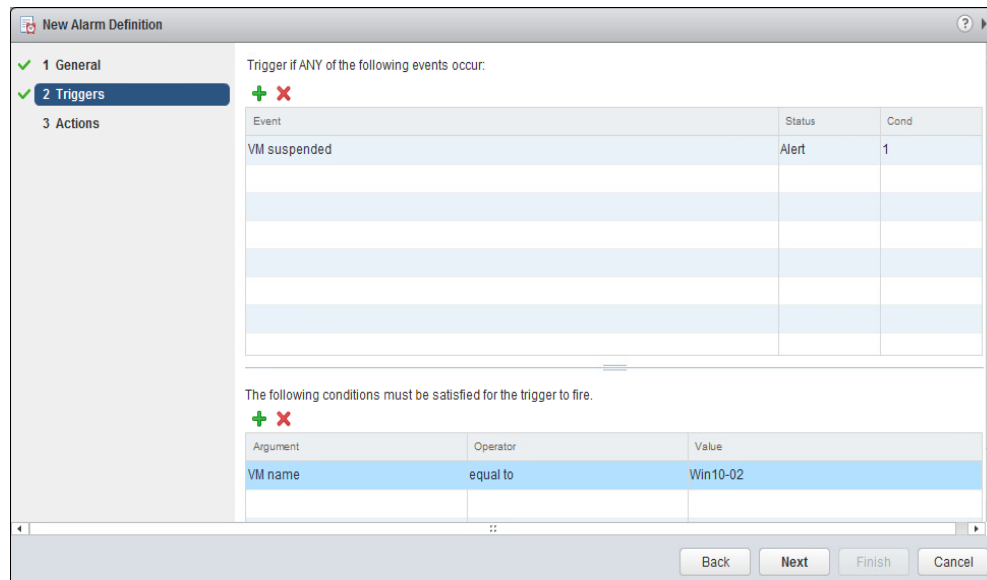 New Alarm Definition
?
1 General
2 Triggers
3 Actions
Trigger if ANY of the following events occur:
Event Status Cond
VM suspended Alert 1
The following conditions must be satisfied for the trigger to fire.
Argument Operator Value
VM name equal to Win10-02
Back Next Finish Cancel